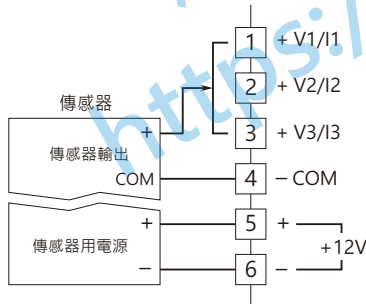 1 + V1/I1
2 + V2/I2
傳感器
+ 3 + V3/I3
傳感器輸出
COM 4 − COM
+ 5 +
傳感器用電源 +12V
− 6 −
https:/